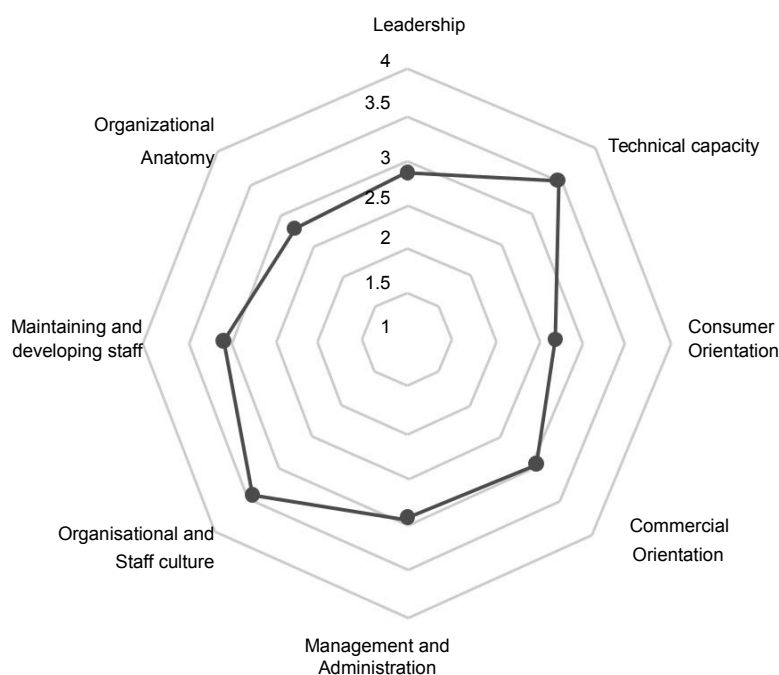 Leadership
4
3.5
3
2.5
2
1.5
1
Technical capacity
Consumer
Orientation
Commercial
Orientation
Management and
Administration
Organisational and
Staff culture
Maintaining and
developing staff
Organizational
Anatomy